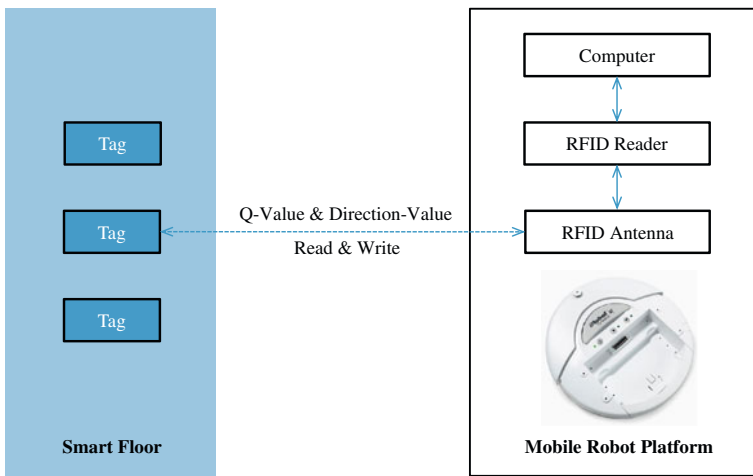 Computer
Tag
RFID Reader
Q-Value & Direction-Value
Tag
RFID Antenna
Read & Write
Tag
Smart Floor
Mobile Robot Platform